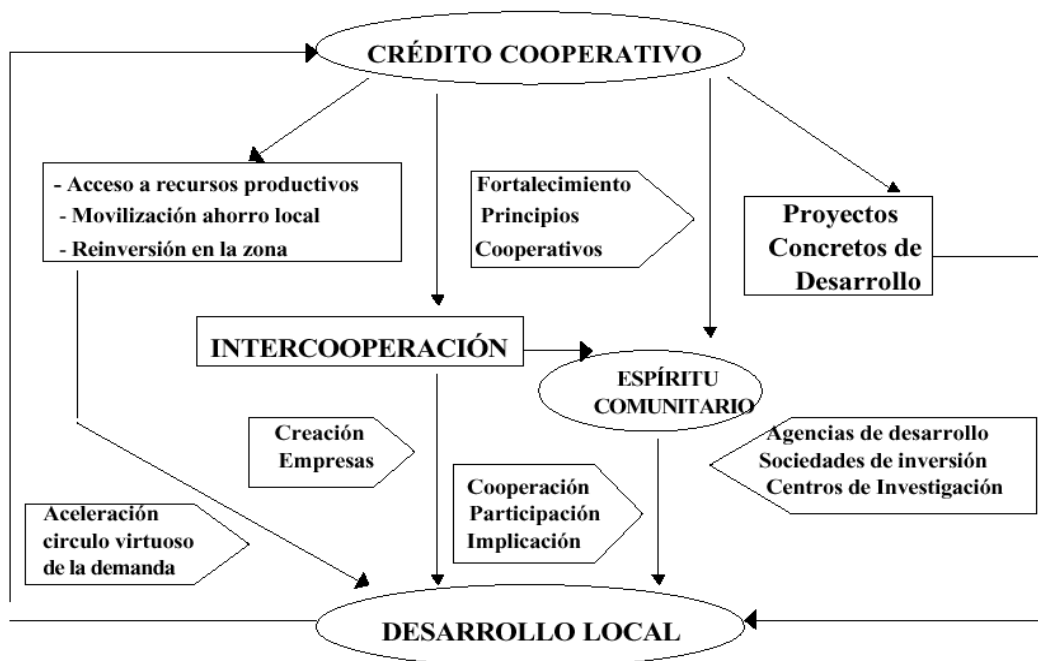 CRÉDITO COOPERATIVO
- Acceso a recursos productivos
- Movilización ahorro local
- Reinversión en la zona
Fortalecimiento
Principios
Cooperativos
Proyectos
Concretos de
Desarrollo
INTERCOOPERACIÓN
ESPÍRITU
COMUNITARIO
Creación
Empresas
Agencias de desarrollo
Sociedades de inversión
Centros de Investigación
Cooperación
Participación
Implicación
Aceleración
circulo virtuoso
de la demanda
DESARROLLO LOCAL